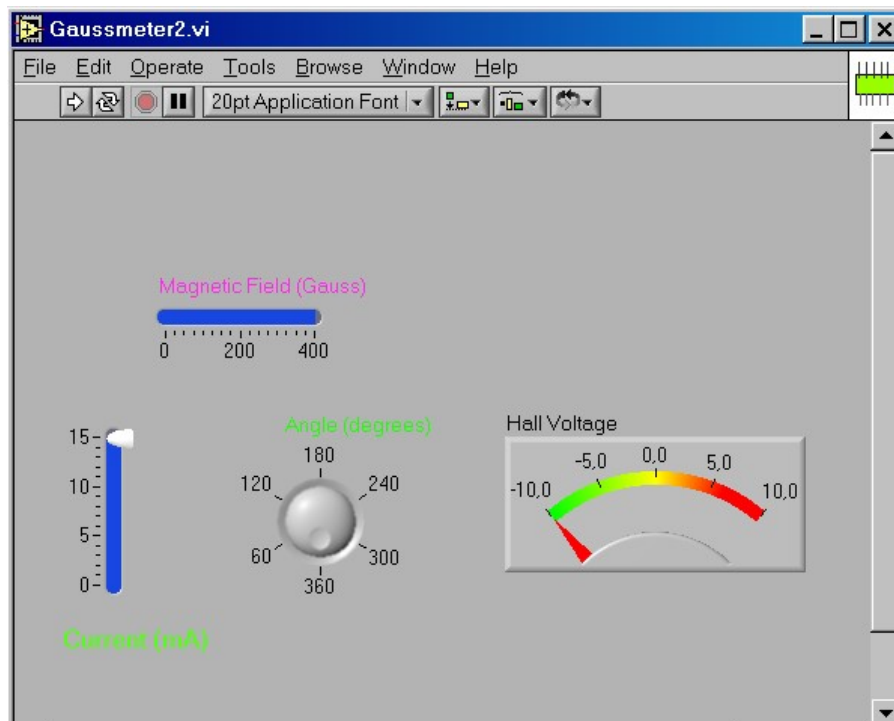 Gaussmeter2.vi
File Edit Operate Tools Browse Window Help
20pt Application Font
Magnetic Field (Gauss)
0 200 400
Angle (degrees)
180
120 240
60 300
360
15
10
5
0
Current (mA)
Hall Voltage
-10,0 -5,0 0,0 5,0 10,0